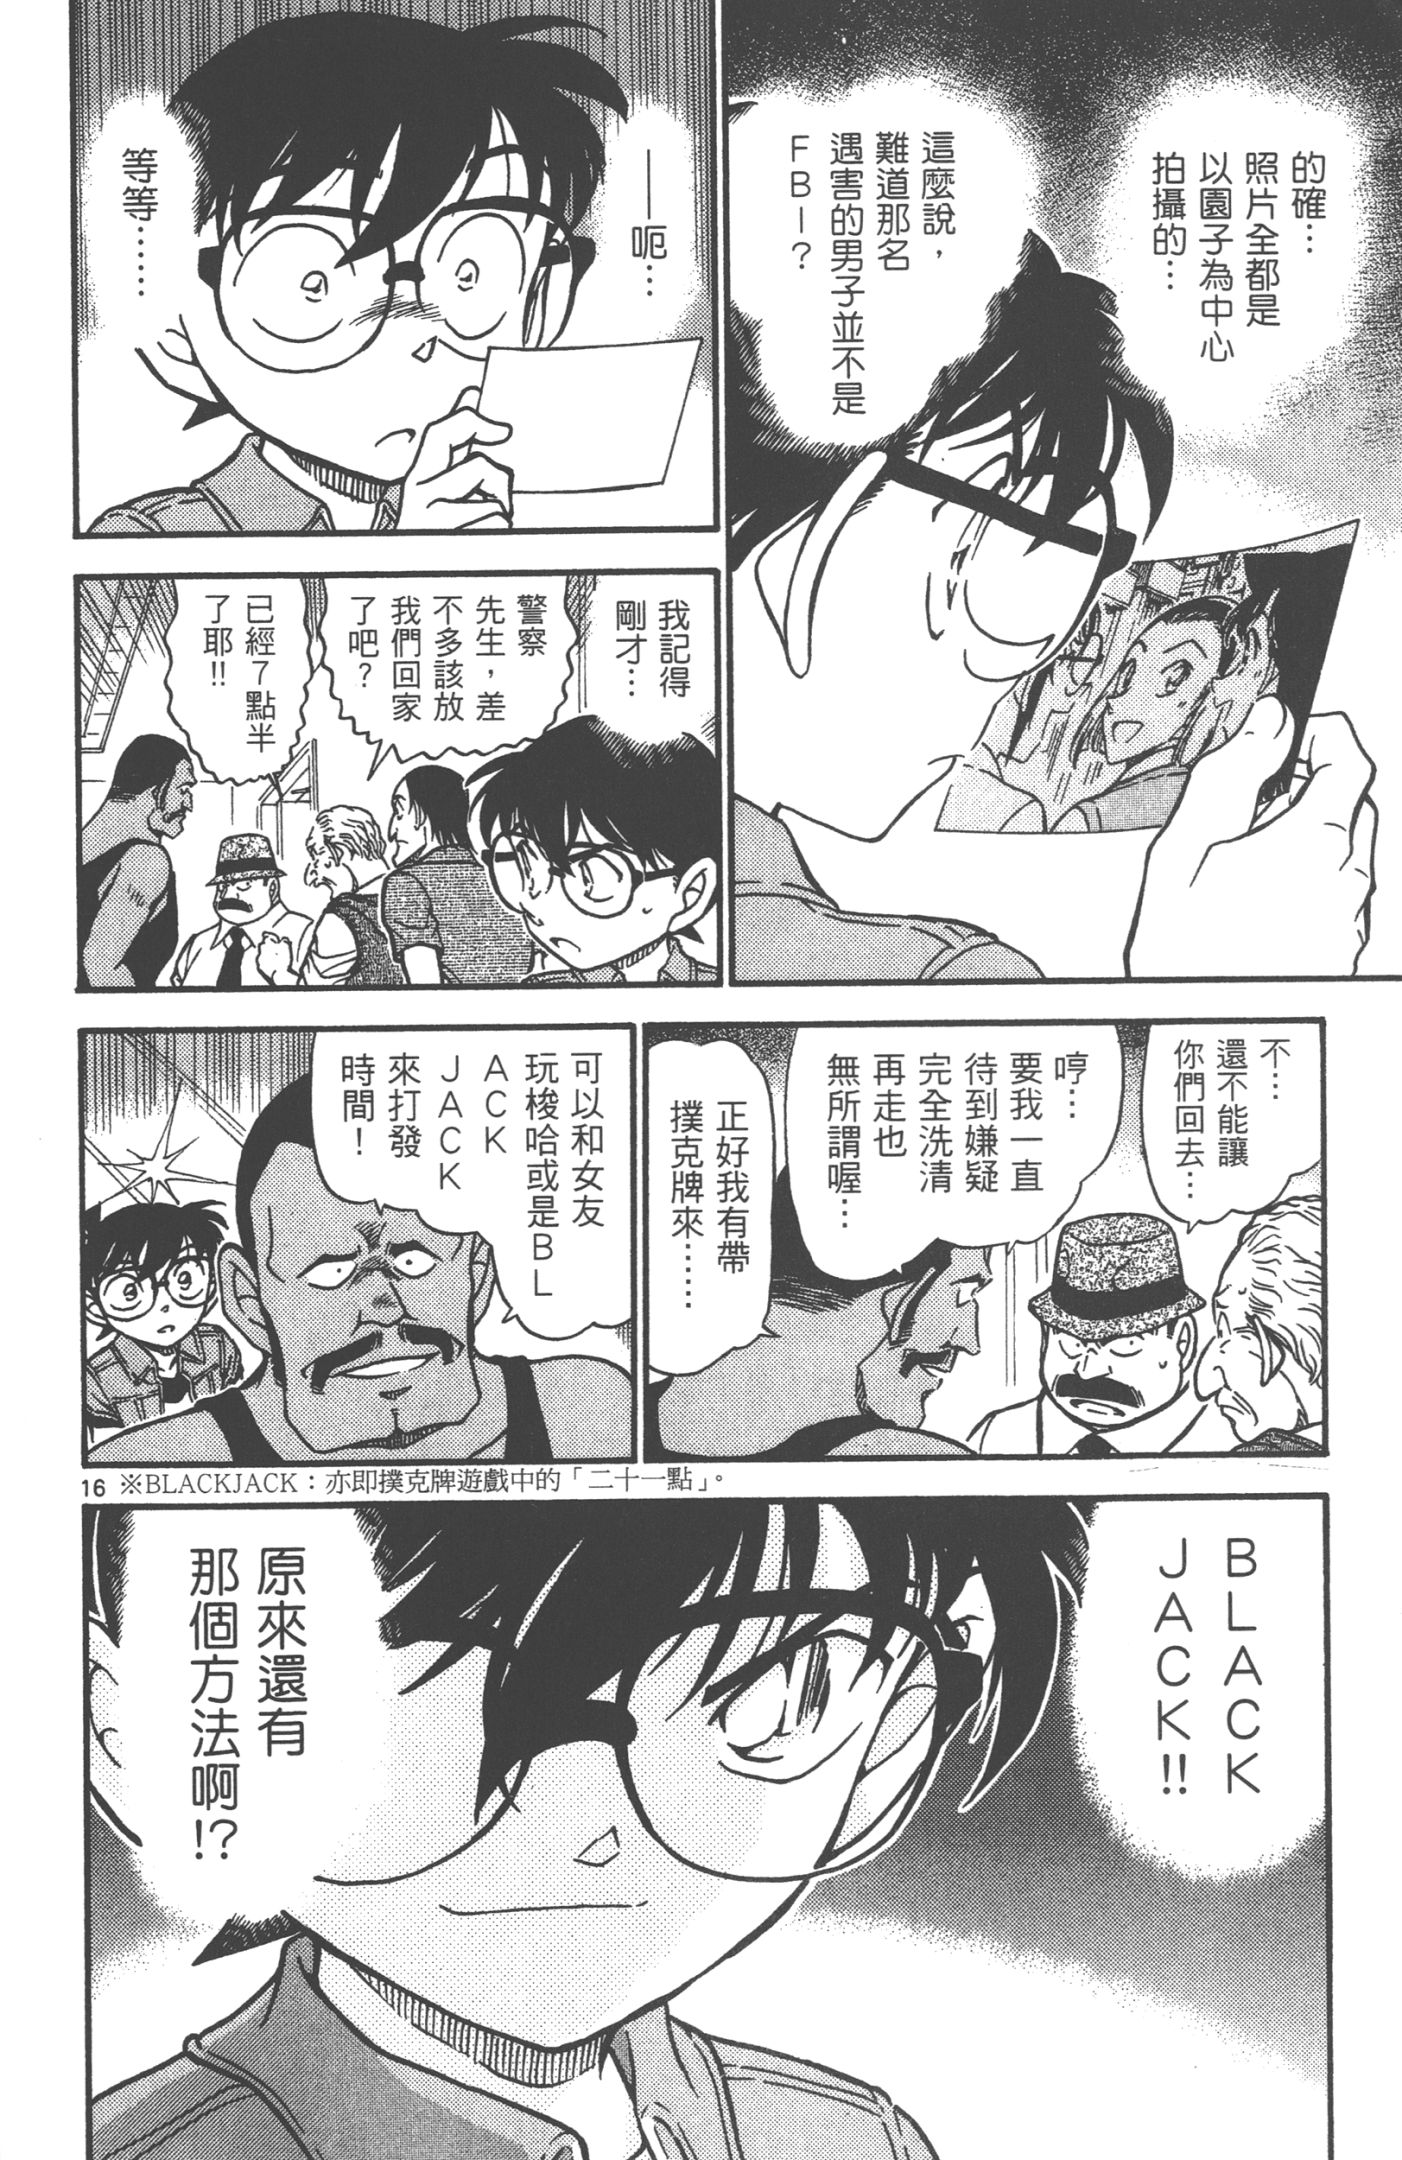 的確…
照片全都是
以園子為中心
拍攝的…
這麼說，
難道那名
遇害的男子並不是
FBI？
——呃…
等等……
我記得
剛才…
警察
先生，差
不多該放
我們回家
了吧？
已經7點半
了耶!!
不…
還不能讓
你們回去…
哼…
要我一直
待到嫌疑
完全洗清
再走也
無所謂喔…
正好我有帶
撲克牌來……
可以和女友
玩梭哈或是BL
ACK
JACK
來打發
時間！
16 ※BLACKJACK：亦即撲克牌遊戲中的「二十一點」。
BLACK
JACK!!
原來還有
那個方法啊!?